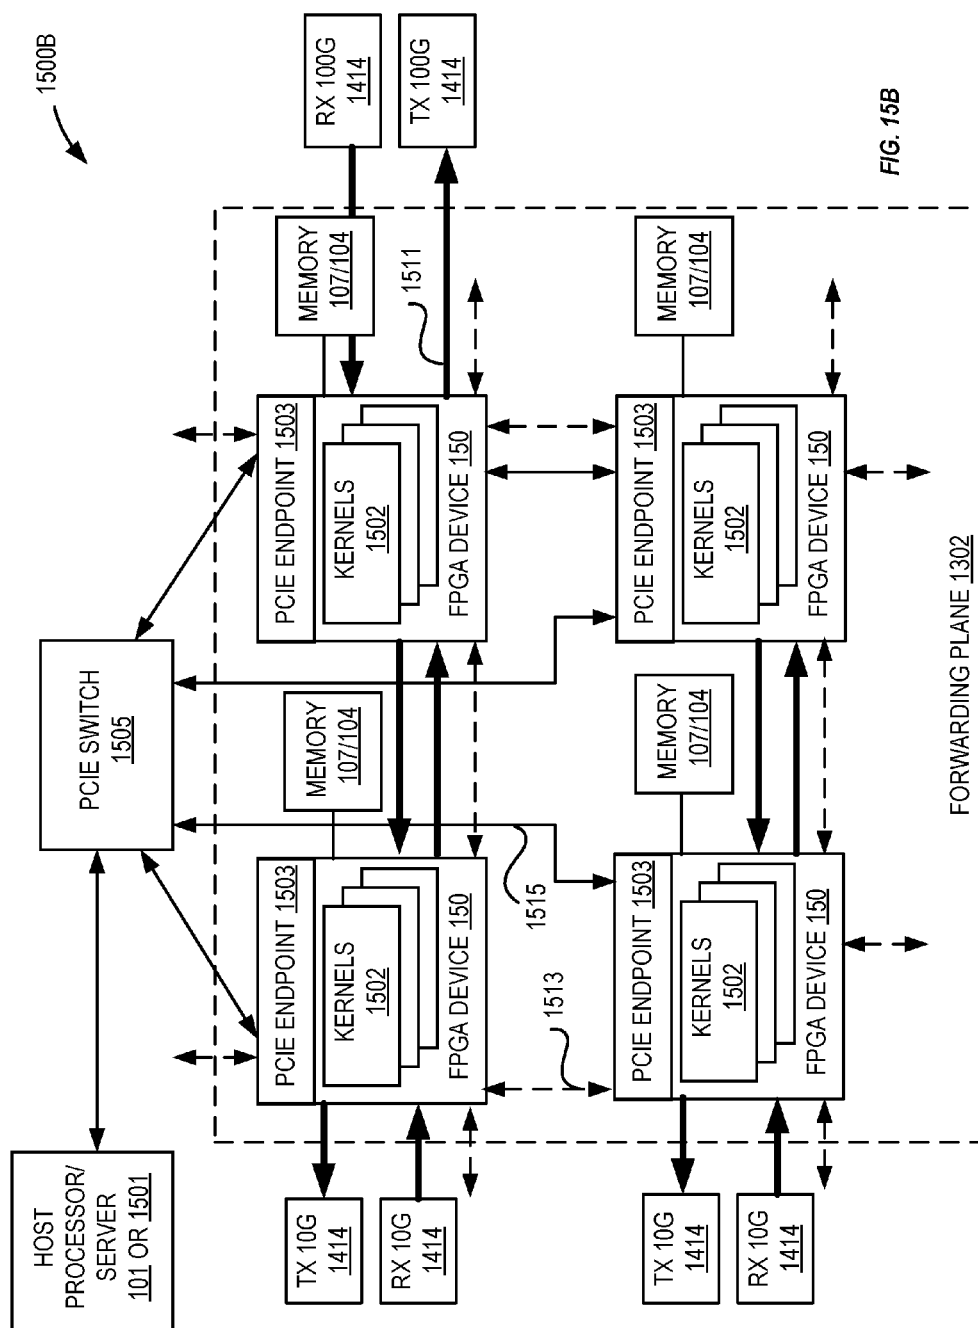 1500B
HOST
PROCESSOR/
SERVER
101 OR 1501
PCIE SWITCH
1505
RX 100G
1414
TX 100G
1414
TX 10G
1414
RX 10G
1414
PCIE ENDPOINT 1503
KERNELS
1502
FPGA DEVICE 150
MEMORY
107/104
PCIE ENDPOINT 1503
KERNELS
1502
FPGA DEVICE 150
MEMORY
107/104
1511
1513
1515
TX 10G
1414
RX 10G
1414
PCIE ENDPOINT 1503
KERNELS
1502
FPGA DEVICE 150
MEMORY
107/104
PCIE ENDPOINT 1503
KERNELS
1502
FPGA DEVICE 150
MEMORY
107/104
FORWARDING PLANE 1302
FIG. 15B